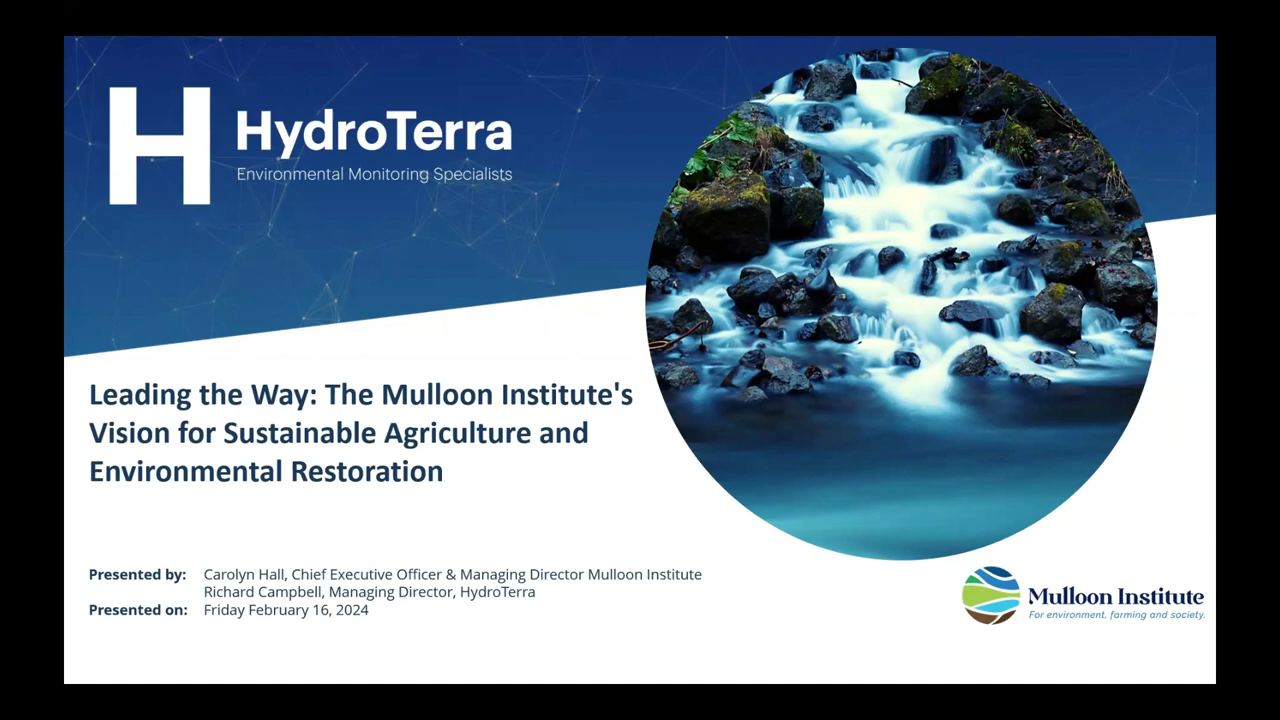 H HydroTerra
Environmental Monitoring Specialists
Leading the Way: The Mulloon Institute's
Vision for Sustainable Agriculture and
Environmental Restoration
Presented by: Carolyn Hall, Chief Executive Officer & Managing Director Mulloon Institute
Richard Campbell, Managing Director, HydroTerra
Presented on: Friday February 16, 2024
Mulloon Institute
For environment, farming and society.